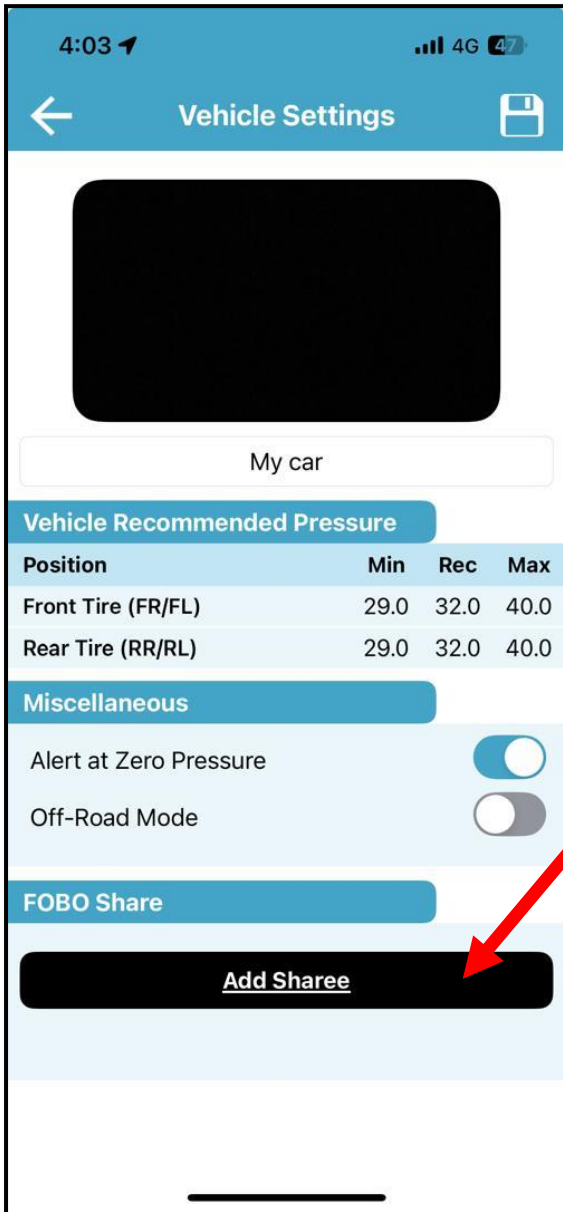 4:03 4G 47
Vehicle Settings
My car
Vehicle Recommended Pressure
Position Min Rec Max
Front Tire (FR/FL) 29.0 32.0 40.0
Rear Tire (RR/RL) 29.0 32.0 40.0
Miscellaneous
Alert at Zero Pressure
Off-Road Mode
FOBO Share
Add Sharee